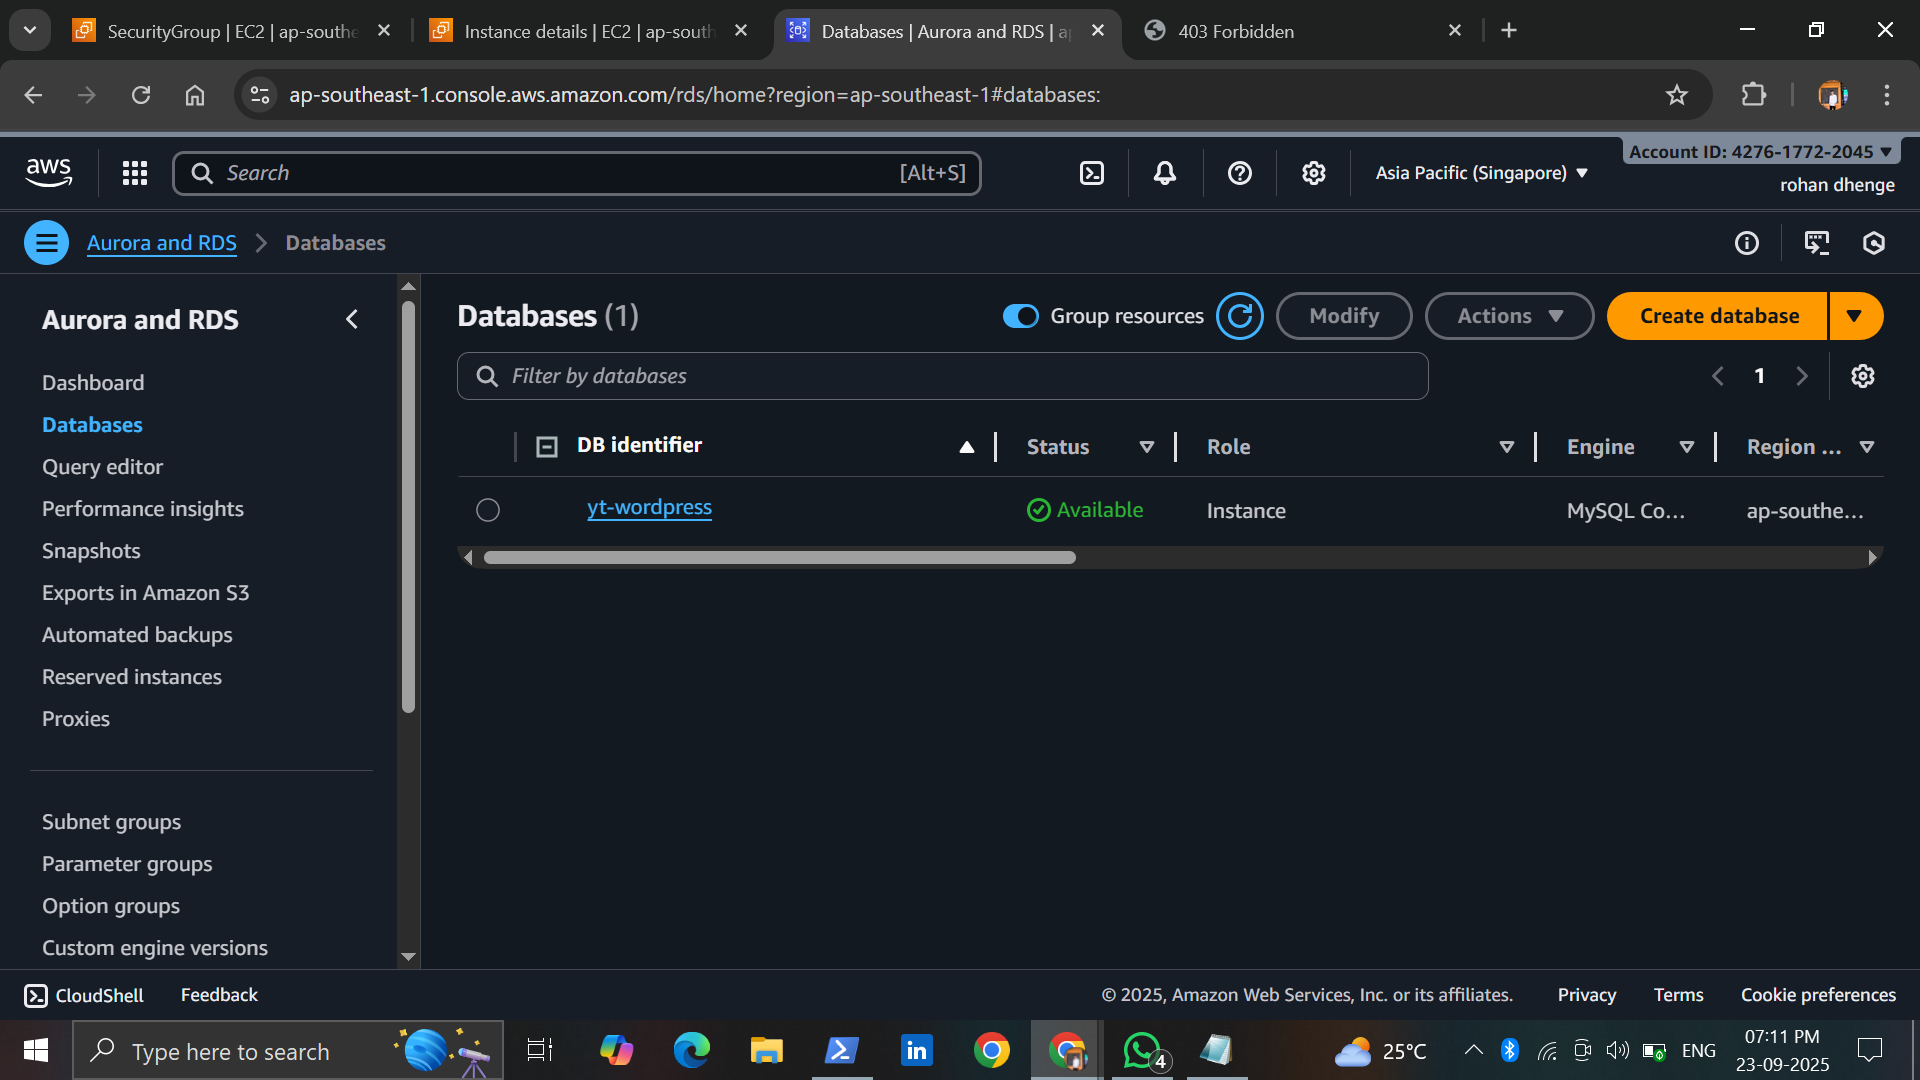 SecurityGroup | EC2 | ap-southe
Instance details | EC2 | ap-south
Databases | Aurora and RDS | ap
403 Forbidden
ap-southeast-1.console.aws.amazon.com/rds/home?region=ap-southeast-1#databases:
aws
Search
[Alt+S]
Asia Pacific (Singapore)
Account ID: 4276-1772-2045
rohan dhenge
Aurora and RDS
Databases
Aurora and RDS
Dashboard
Databases
Query editor
Performance insights
Snapshots
Exports in Amazon S3
Automated backups
Reserved instances
Proxies
Subnet groups
Parameter groups
Option groups
Custom engine versions
Databases (1)
Group resources
Modify
Actions
Create database
Filter by databases
1
DB identifier
Status
Role
Engine
Region ...
yt-wordpress
Available
Instance
MySQL Co...
ap-southe...
CloudShell
Feedback
© 2025, Amazon Web Services, Inc. or its affiliates.
Privacy
Terms
Cookie preferences
Type here to search
in
4
25°C
ENG
07:11 PM
23-09-2025